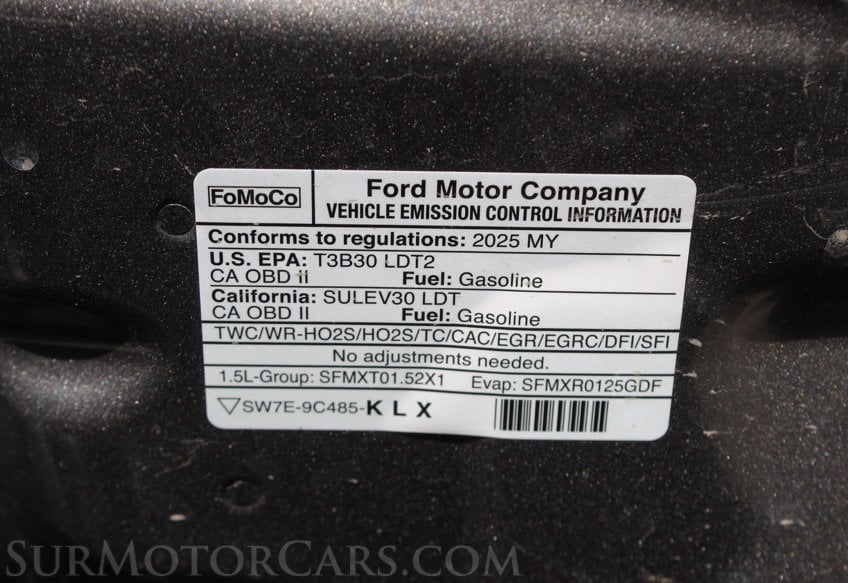 FoMoCo
Ford Motor Company
VEHICLE EMISSION CONTROL INFORMATION
Conforms to regulations: 2025 MY
U.S. EPA: T3B30 LDT2
CA OBD II Fuel: Gasoline
California: SULEV30 LDT
CA OBD II Fuel: Gasoline
TWC/WR-HO2S/HO2S/TC/CAC/EGR/EGRC/DFI/SFI
No adjustments needed.
1.5L-Group: SFMXT01.52X1 Evap: SFMXR0125GDF
▽SW7E-9C485-K L X
SURMOTORCARS.COM